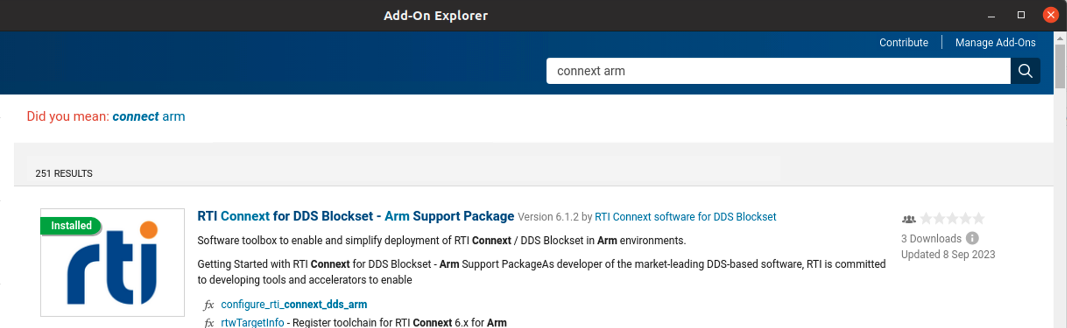 Add-On Explorer
Contribute Manage Add-Ons
connext arm
Did you mean: connect arm
251 RESULTS
Installed
rti
RTI Connext for DDS Blockset - Arm Support Package Version 6.1.2 by RTI Connext software for DDS Blockset
Software toolbox to enable and simplify deployment of RTI Connext / DDS Blockset in Arm environments.
Getting Started with RTI Connext for DDS Blockset - Arm Support PackageAs developer of the market-leading DDS-based software, RTI is committed
to developing tools and accelerators to enable
fx configure_rti_connext_dds_arm
fx rtwTargetInfo - Register toolchain for RTI Connext 6.x for Arm
3 Downloads
Updated 8 Sep 2023